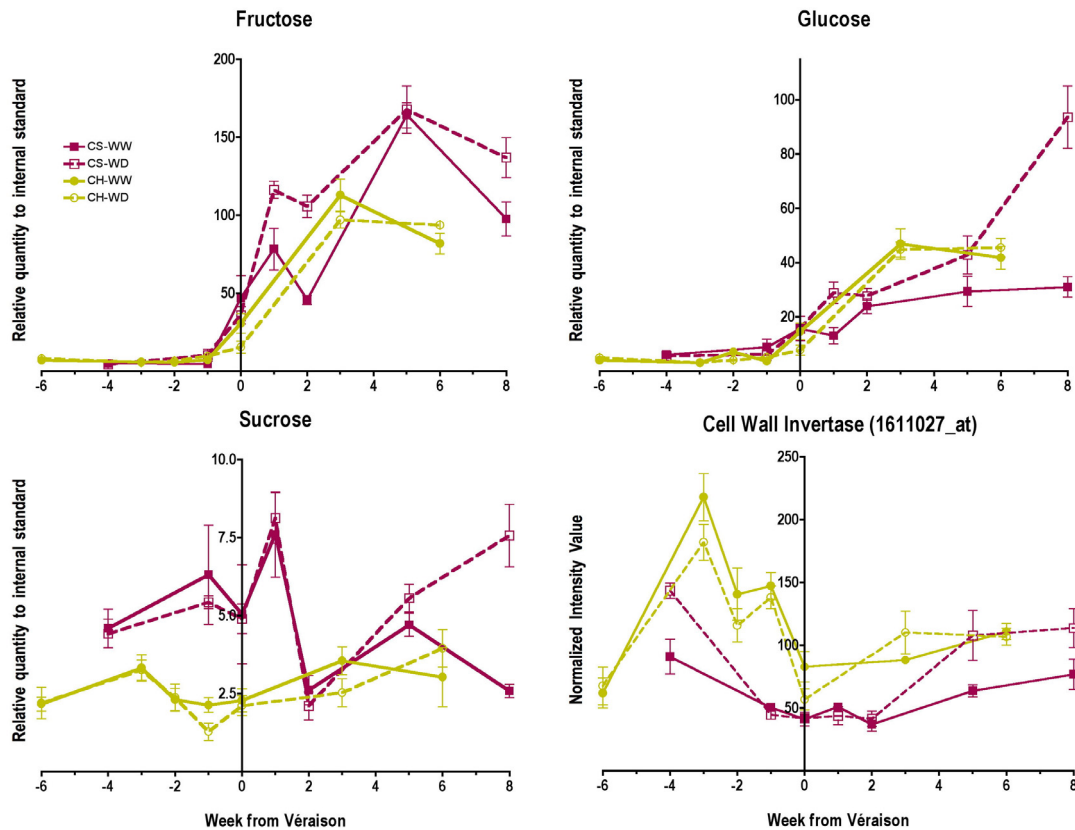 Fructose
Relative quantity to internal standard
200
150
100
50
CS-WW
CS-WD
CH-WW
CH-WD
-6 -4 -2 0 2 4 6 8
Glucose
Relative quantity to internal standard
100
80
60
40
20
-6 -4 -2 0 2 4 6 8
Sucrose
Relative quantity to internal standard
10.0
7.5
5.0
2.5
-6 -4 -2 0 2 4 6 8
Week from Véraison
Cell Wall Invertase (1611027_at)
Normalized Intensity Value
250
200
150
100
50
-6 -4 -2 0 2 4 6 8
Week from Véraison